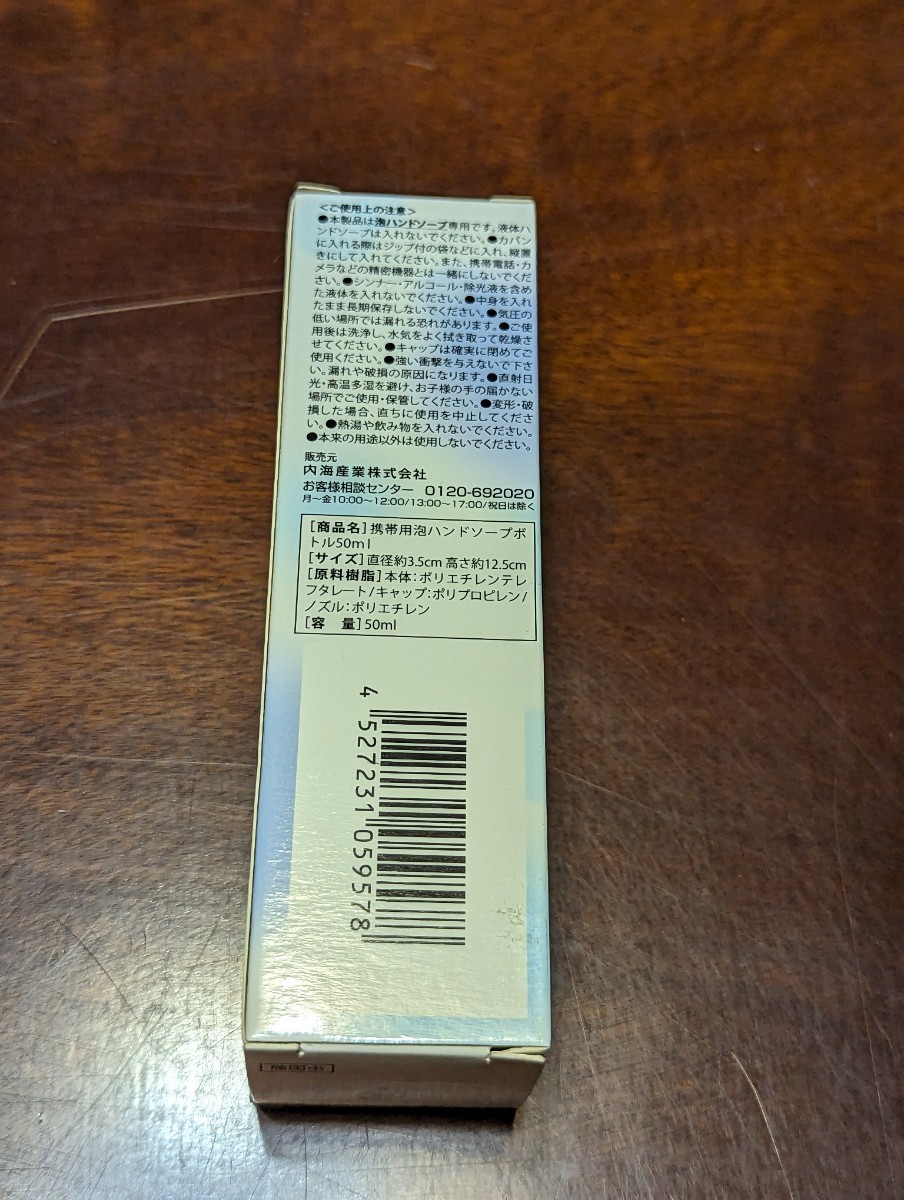 <ご使用上の注意>
●本製品は泡ハンドソープ専用です。液体ハ
ンドソープは入れないでください。●カバン
に入れる際はジップ付の袋などに入れ、縦置
きにして入れてください。また、携帯電話・カ
メラなどの精密機器とは一緒にしないでくだ
さい。●シンナー・アルコール・除光液を含め
た液体を入れないでください。●中身を入れ
たまま長期保存しないでください。●気圧の
低い場所では漏れる恐れがあります。●ご使
用後は洗浄し、水気をよく拭き取って乾燥さ
せてください。●キャップは確実に閉めてご
使用ください。●強い衝撃を与えないで下さ
い。漏れや破損の原因になります。●直射日
光・高温多湿を避け、お子様の手の届かない
場所でご使用・保管してください。●変形・破
損した場合、直ちに使用を中止してくださ
い。●熱湯や飲み物を入れないでください。
●本来の用途以外は使用しないでください。
販売元
内海産業株式会社
お客様相談センター 0120-692020
月～金10:00～12:00/13:00～17:00/祝日は除く
[商品名]携帯用泡ハンドソープボ
トル50ml
[サイズ]直径約3.5cm 高さ約12.5cm
[原料樹脂]本体:ポリエチレンテレ
フタレート/キャップ:ポリプロピレン/
ノズル:ポリエチレン
[容 量]50ml
4 527231 059578